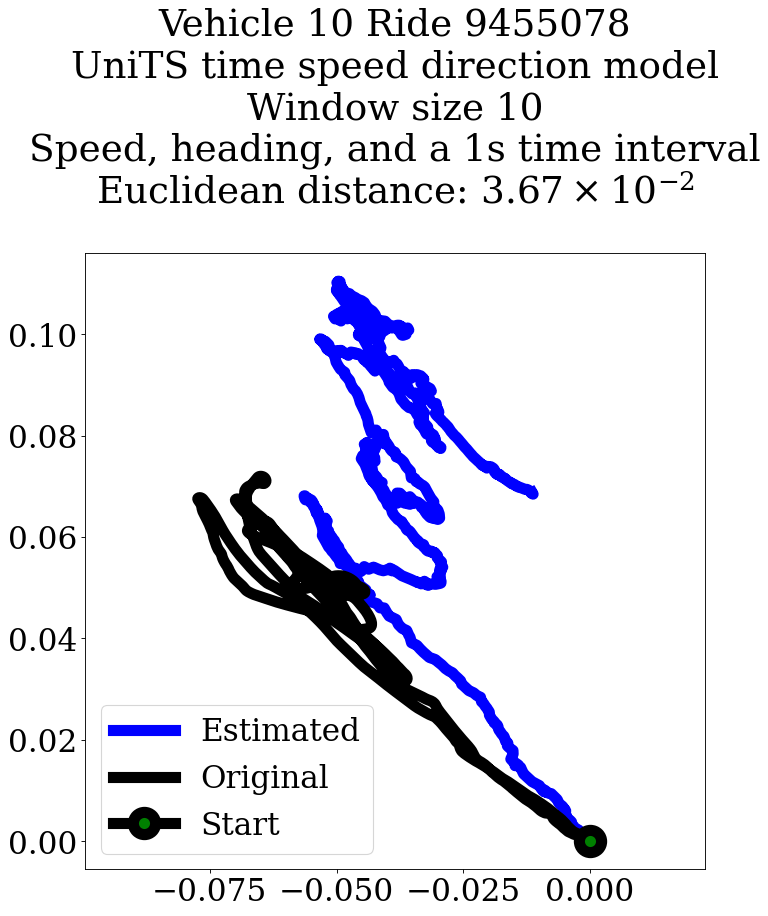 Vehicle 10 Ride 9455078
UniTS time speed direction model
Window size 10
Speed, heading, and a 1s time interval
Euclidean distance: 3.67 × 10⁻²
0.10
0.08
0.06
0.04
0.02
0.00
Estimated
Original
Start
−0.075 −0.050 −0.025 0.000